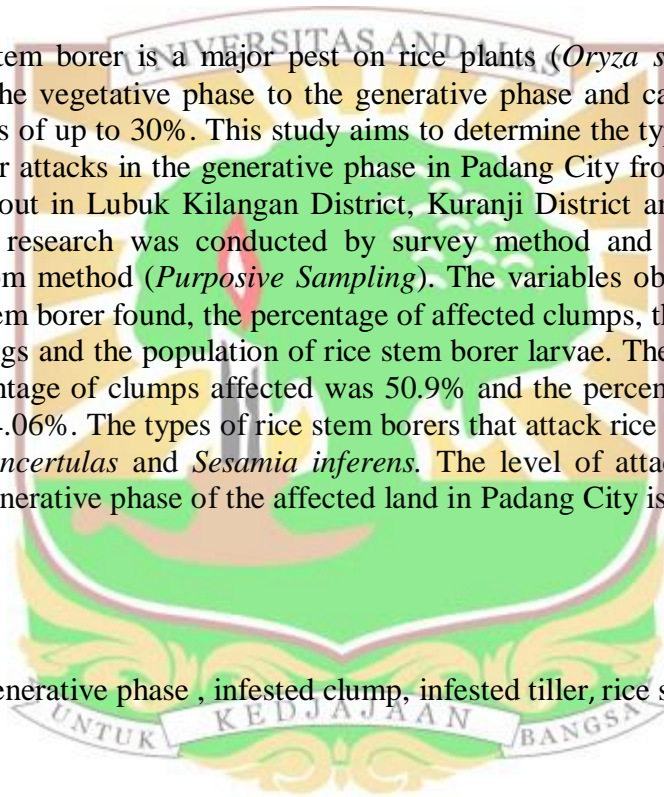 UNIVERSITAS ANDALAS
tem borer is a major pest on rice plants (Oryza s
he vegetative phase to the generative phase and ca
s of up to 30%. This study aims to determine the ty
r attacks in the generative phase in Padang City fro
out in Lubuk Kilangan District, Kuranji District ar
research was conducted by survey method and
om method (Purposive Sampling). The variables ob
em borer found, the percentage of affected clumps, th
gs and the population of rice stem borer larvae. The
ntage of clumps affected was 50.9% and the percen
4.06%. The types of rice stem borers that attack rice
ncertulas and Sesamia inferens. The level of attac
nerative phase of the affected land in Padang City is
enerative phase , infested clump, infested tiller, rice s
UNTUK KEDJAJAAN BANGSA